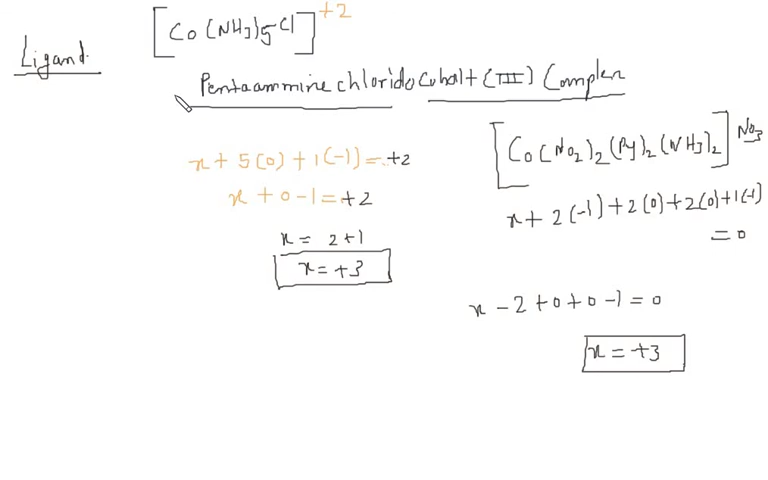 [Co(NH3)5Cl]+2
Ligand.
Pentaammine chlorido Cobalt (III) Complex
[Co(NO2)2(Py)2(NH3)2]NO3
x + 5(0) + 1(-1) = +2
x + 0 - 1 = +2
x = 2+1
x = +3
x + 2(-1) + 2(0) + 2(0) + 1(-1)
= 0
x - 2 + 0 + 0 - 1 = 0
x = +3